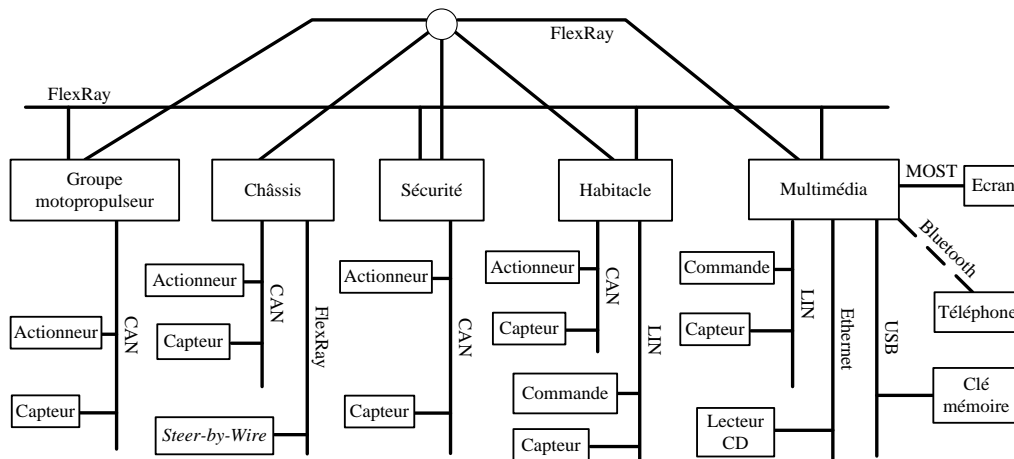 FlexRay
FlexRay
Groupe
motopropulseur
Châssis
Sécurité
Habitacle
Multimédia
MOST
Ecran
Bluetooth
Téléphone
Actionneur
Capteur
CAN
Actionneur
Capteur
CAN
FlexRay
Steer-by-Wire
Actionneur
Capteur
CAN
Actionneur
Capteur
CAN
LIN
Commande
Capteur
Commande
Capteur
LIN
Ethernet
USB
Lecteur
CD
Clé
mémoire